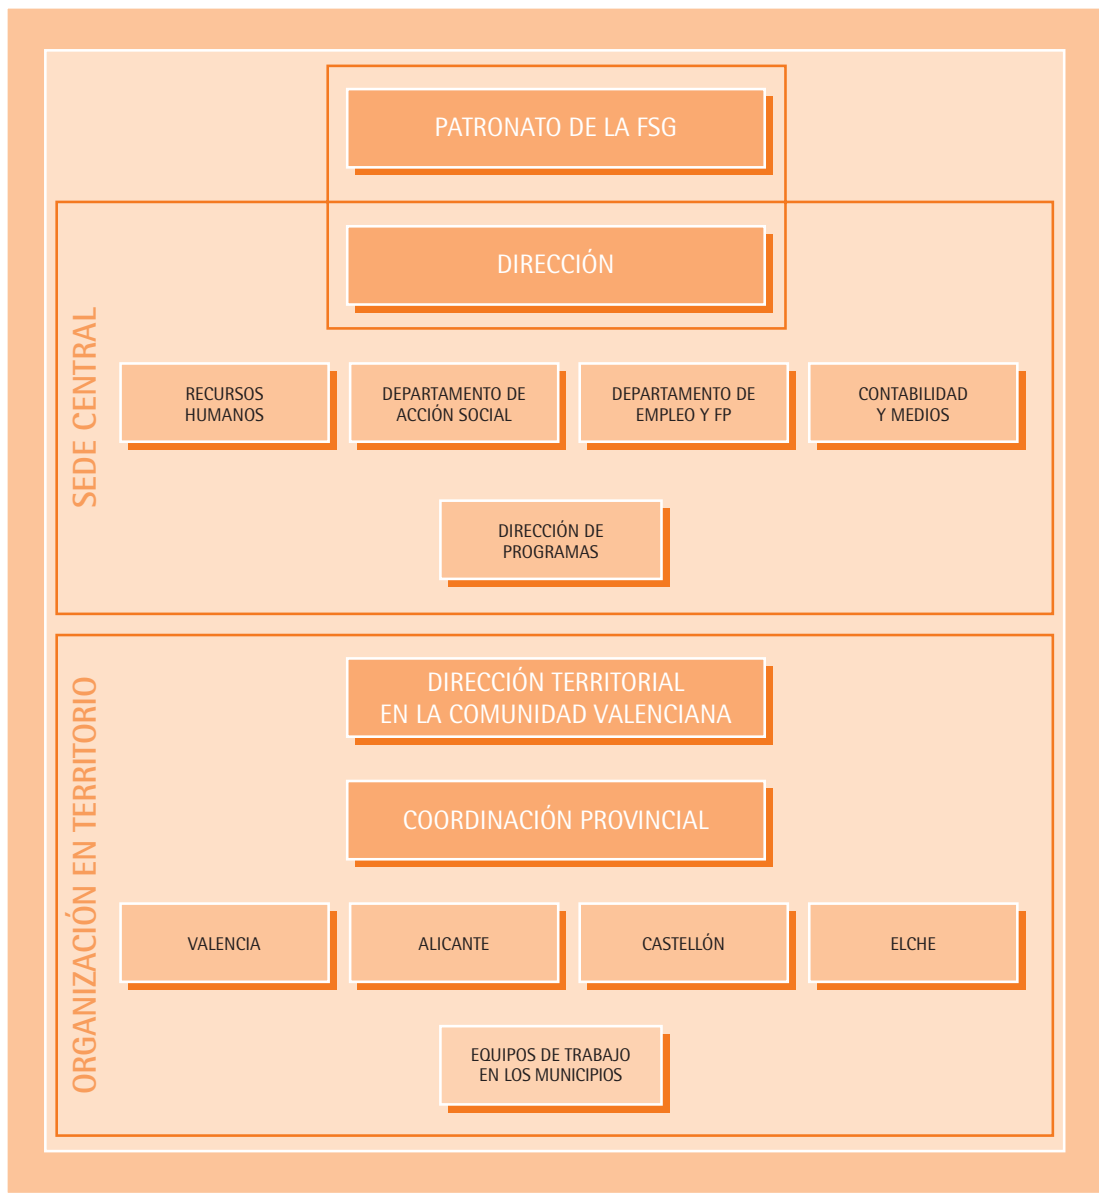 PATRONATO DE LA FSG
SEDE CENTRAL
DIRECCIÓN
RECURSOS
HUMANOS
DEPARTAMENTO DE
ACCIÓN SOCIAL
DEPARTAMENTO DE
EMPLEO Y FP
CONTABILIDAD
Y MEDIOS
DIRECCIÓN DE
PROGRAMAS
ORGANIZACIÓN EN TERRITORIO
DIRECCIÓN TERRITORIAL
EN LA COMUNIDAD VALENCIANA
COORDINACIÓN PROVINCIAL
VALENCIA
ALICANTE
CASTELLÓN
ELCHE
EQUIPOS DE TRABAJO
EN LOS MUNICIPIOS